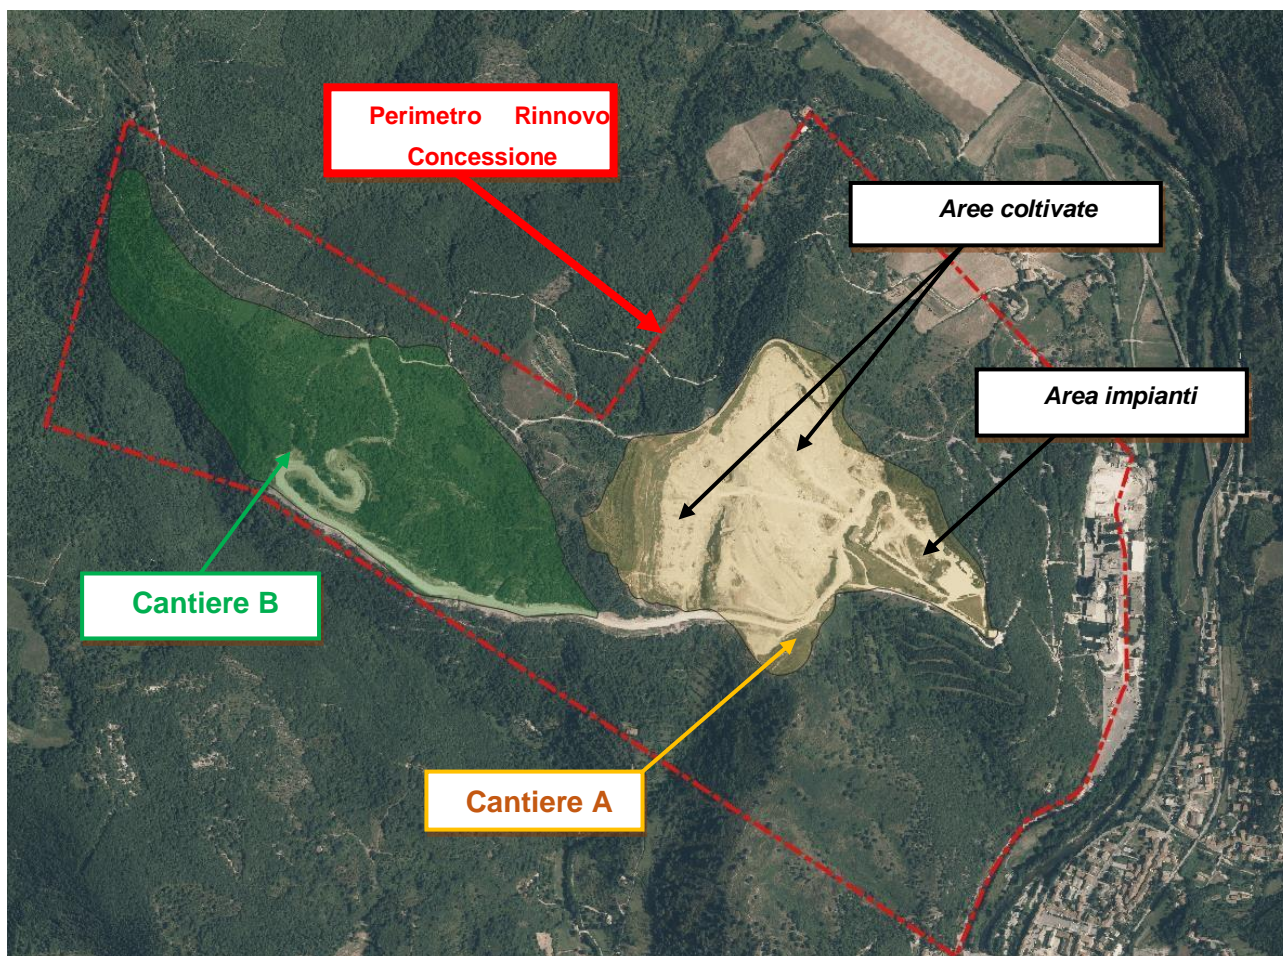 Perimetro Rinnovo
Concessione
Aree coltivate
Area impianti
Cantiere B
Cantiere A